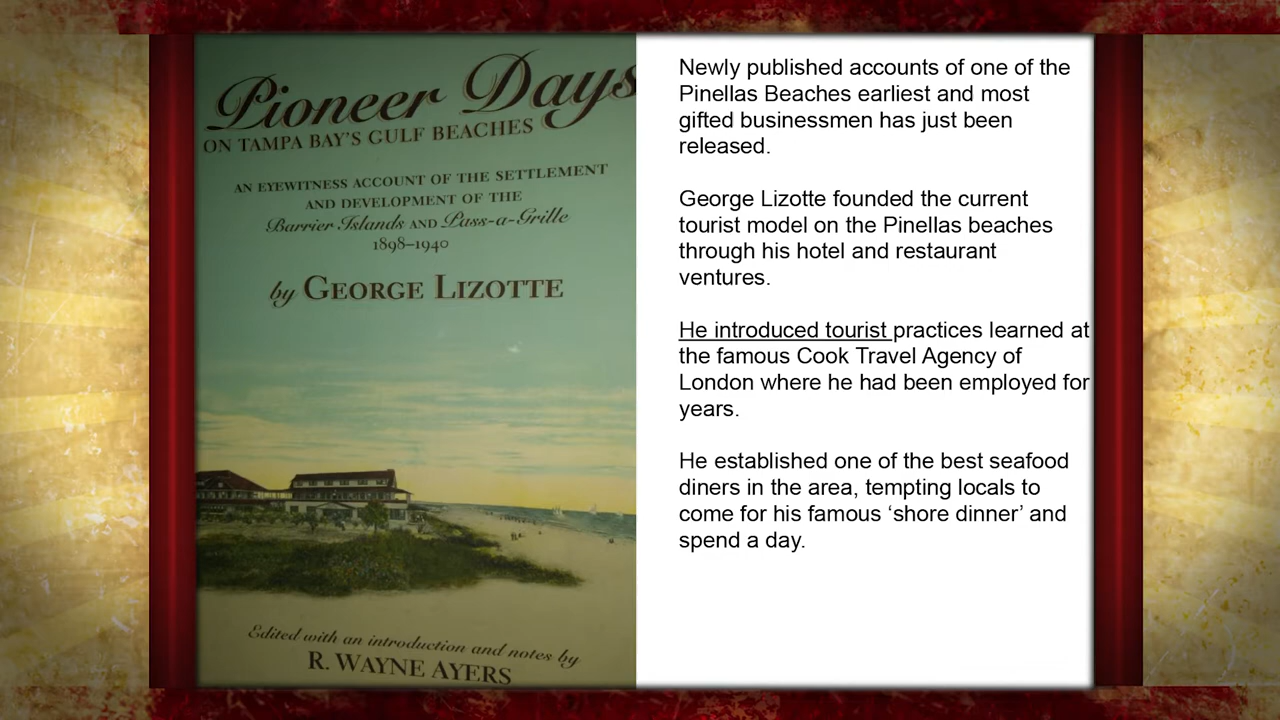 Pioneer Days
ON TAMPA BAY'S GULF BEACHES
AN EYEWITNESS ACCOUNT OF THE SETTLEMENT
AND DEVELOPMENT OF THE
Barrier Islands AND Pass-a-Grille
1898–1940
by GEORGE LIZOTTE
Edited with an introduction and notes by
R. WAYNE AYERS
Newly published accounts of one of the
Pinellas Beaches earliest and most
gifted businessmen has just been
released.
George Lizotte founded the current
tourist model on the Pinellas beaches
through his hotel and restaurant
ventures.
He introduced tourist practices learned at
the famous Cook Travel Agency of
London where he had been employed for
years.
He established one of the best seafood
diners in the area, tempting locals to
come for his famous ‘shore dinner’ and
spend a day.